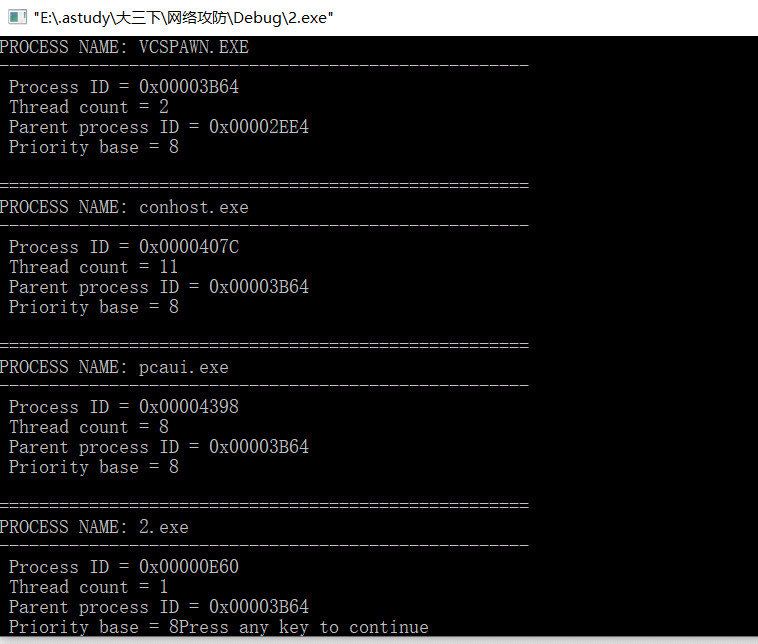 "E:\.astudy\大三下\网络攻防\Debug\2.exe"
PROCESS NAME: VCSPAWN.EXE
-----------------------------------------------------
Process ID = 0x00003B64
Thread count = 2
Parent process ID = 0x00002EE4
Priority base = 8
=====================================================
PROCESS NAME: conhost.exe
-----------------------------------------------------
Process ID = 0x0000407C
Thread count = 11
Parent process ID = 0x00003B64
Priority base = 8
=====================================================
PROCESS NAME: pcaui.exe
-----------------------------------------------------
Process ID = 0x00004398
Thread count = 8
Parent process ID = 0x00003B64
Priority base = 8
=====================================================
PROCESS NAME: 2.exe
-----------------------------------------------------
Process ID = 0x00000E60
Thread count = 1
Parent process ID = 0x00003B64
Priority base = 8Press any key to continue